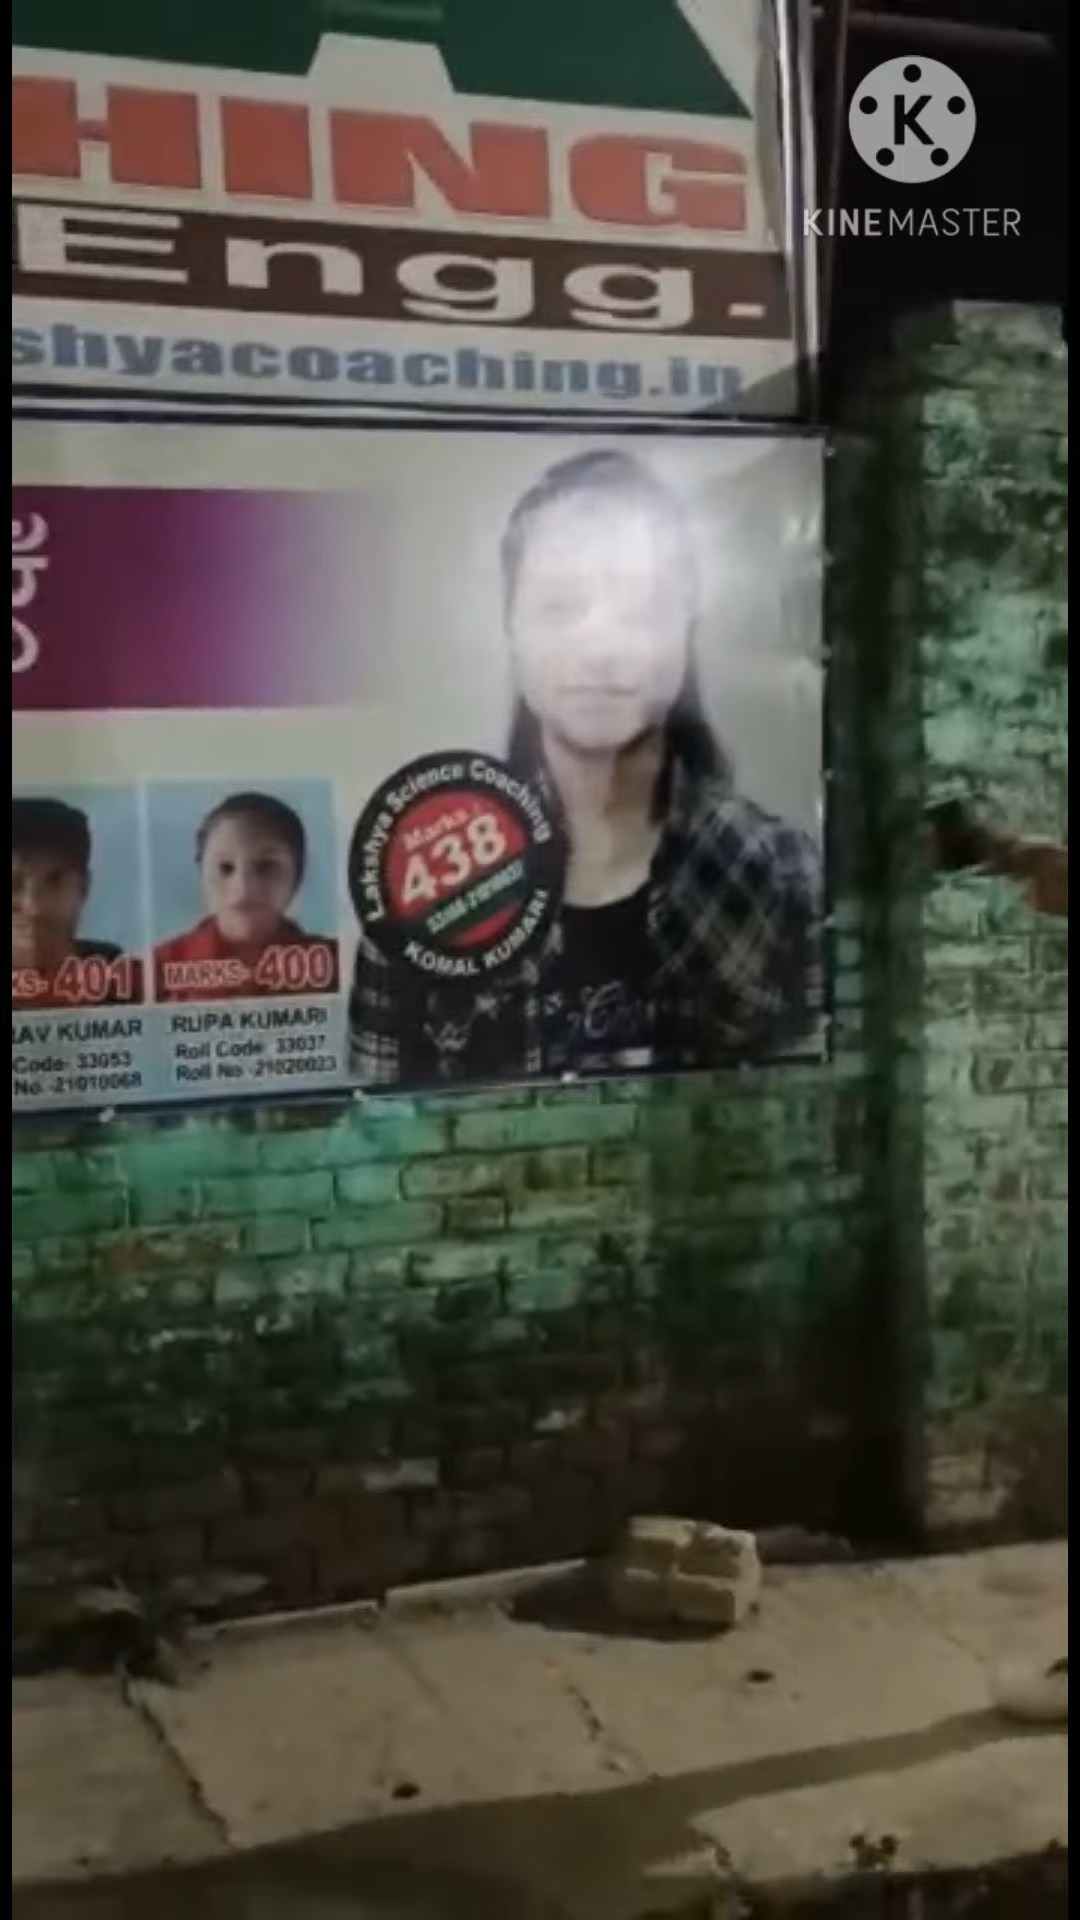 K
KINEMASTER
HING
Engg.
shyacoaching.in
Lakshya Science Coaching
Marks
438
KOMAL KUMARI
KS- 401
MARKS- 400
AV KUMAR
Code- 33053
No -21010068
RUPA KUMARI
Roll Code 33037
Roll No -21020023